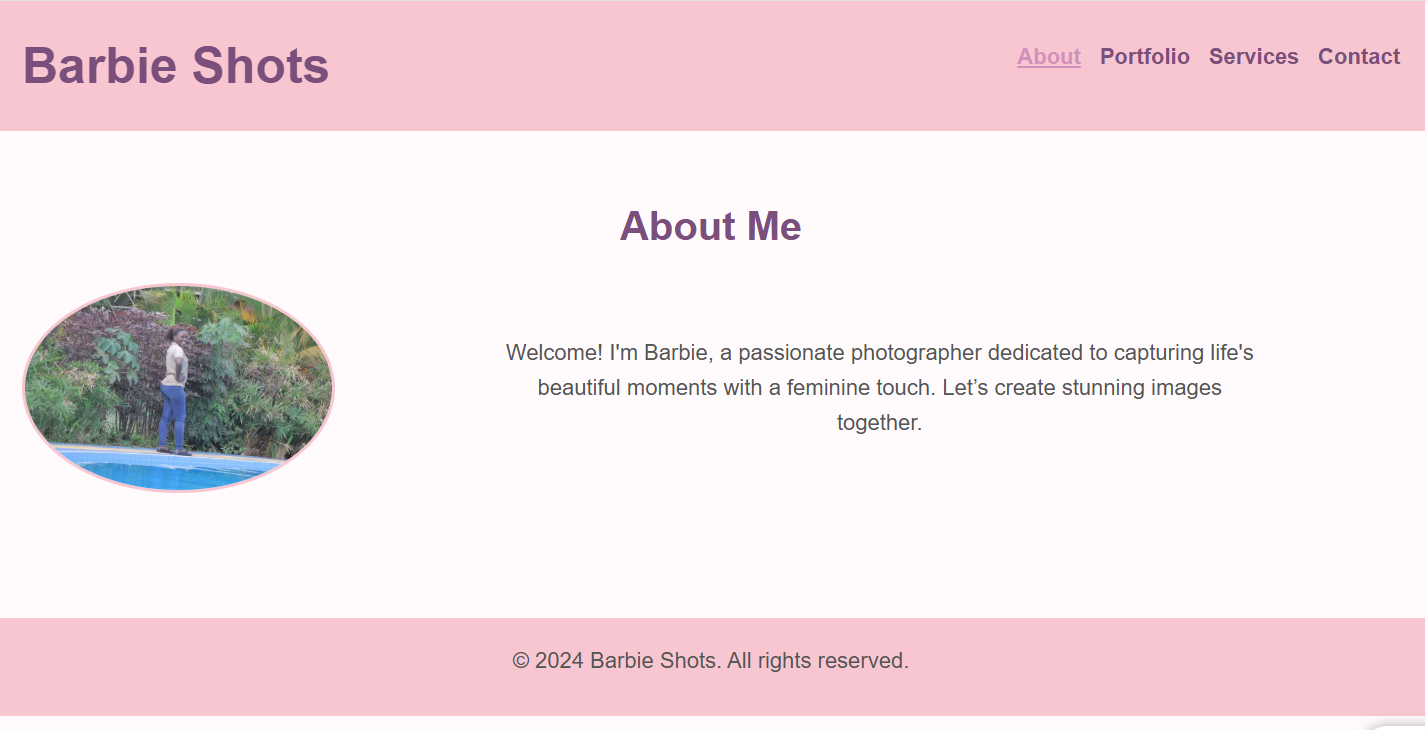 Barbie Shots
About Portfolio Services Contact
About Me
Welcome! I'm Barbie, a passionate photographer dedicated to capturing life's
beautiful moments with a feminine touch. Let’s create stunning images
together.
© 2024 Barbie Shots. All rights reserved.